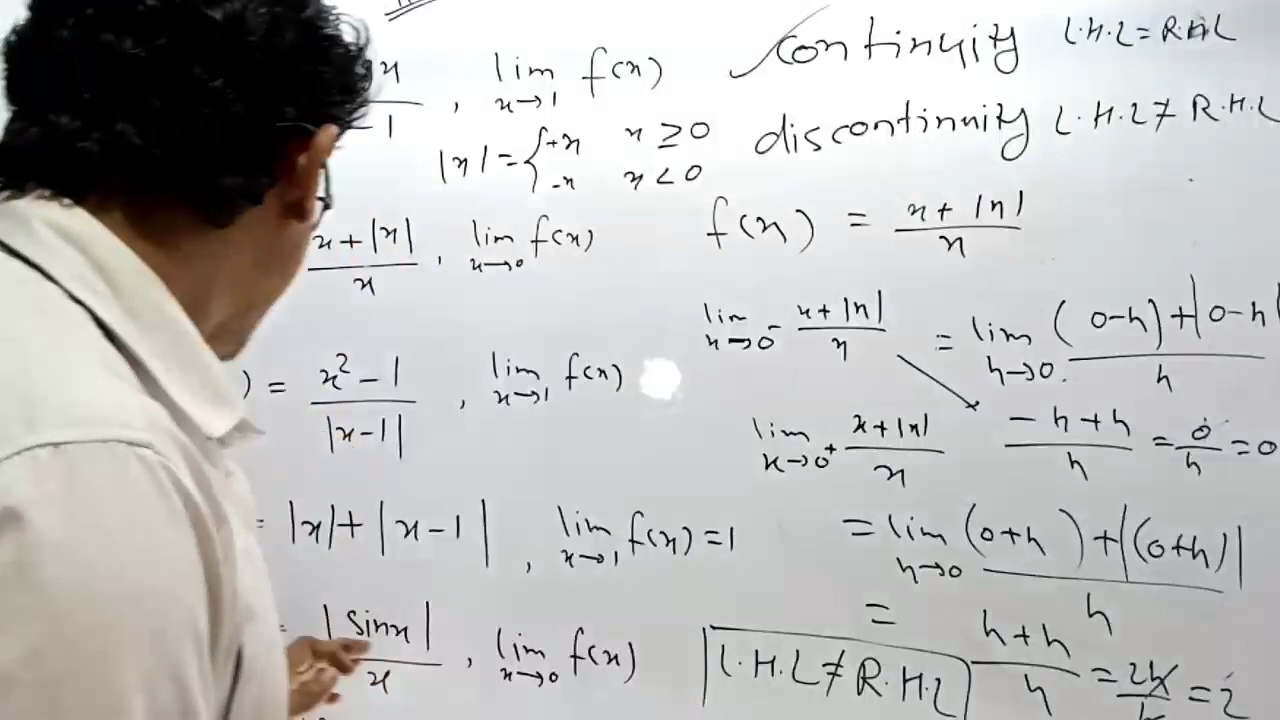 x
-1 , lim x→1 f(x)
|x| = { +x x ≥ 0
-x x < 0
x + |x| / x , lim x→0 f(x)
) = x² - 1 / |x-1| , lim x→1 f(x)
= |x| + |x-1| , lim x→1 f(x) = 1
= |sinx| / x , lim x→0 f(x)
continuity L.H.L = R.H.L
discontinuity L.H.L ≠ R.H.L
f(x) = x + |x| / x
lim x→0⁻ x + |x| / x = lim h→0. (0-h) + |0-h / h
-h + h / h = 0 / h = 0
lim x→0⁺ x + |x| / x
= lim h→0 (0+h) + |(0+h)| / h
= h + h / h = 2h / h = 2
L.H.L ≠ R.H.L